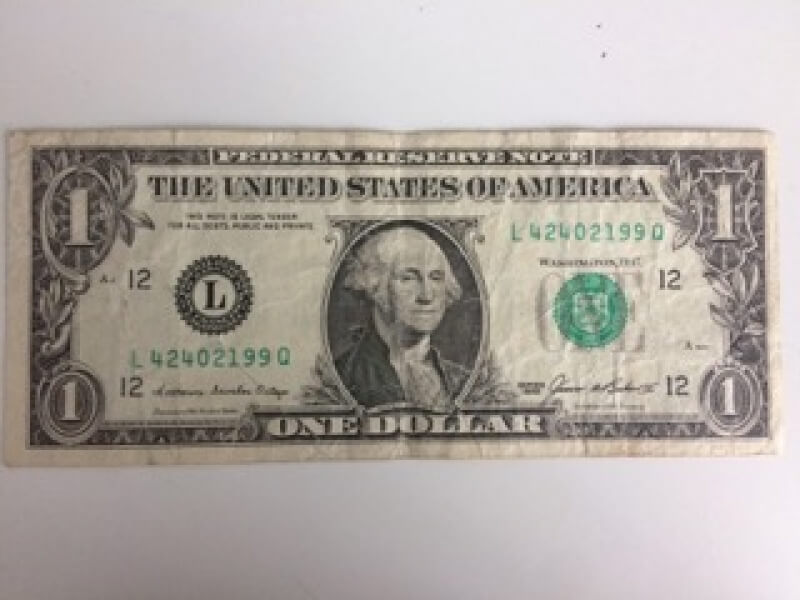 FEDERAL RESERVE NOTE
THE UNITED STATES OF AMERICA
1
1
THIS NOTE IS LEGAL TENDER
FOR ALL DEBTS, PUBLIC AND PRIVATE
L 42402199 Q
WASHINGTON, D.C.
12
12
L
ONE
L 42402199 Q
12
12
SERIES
1
1
ONE DOLLAR